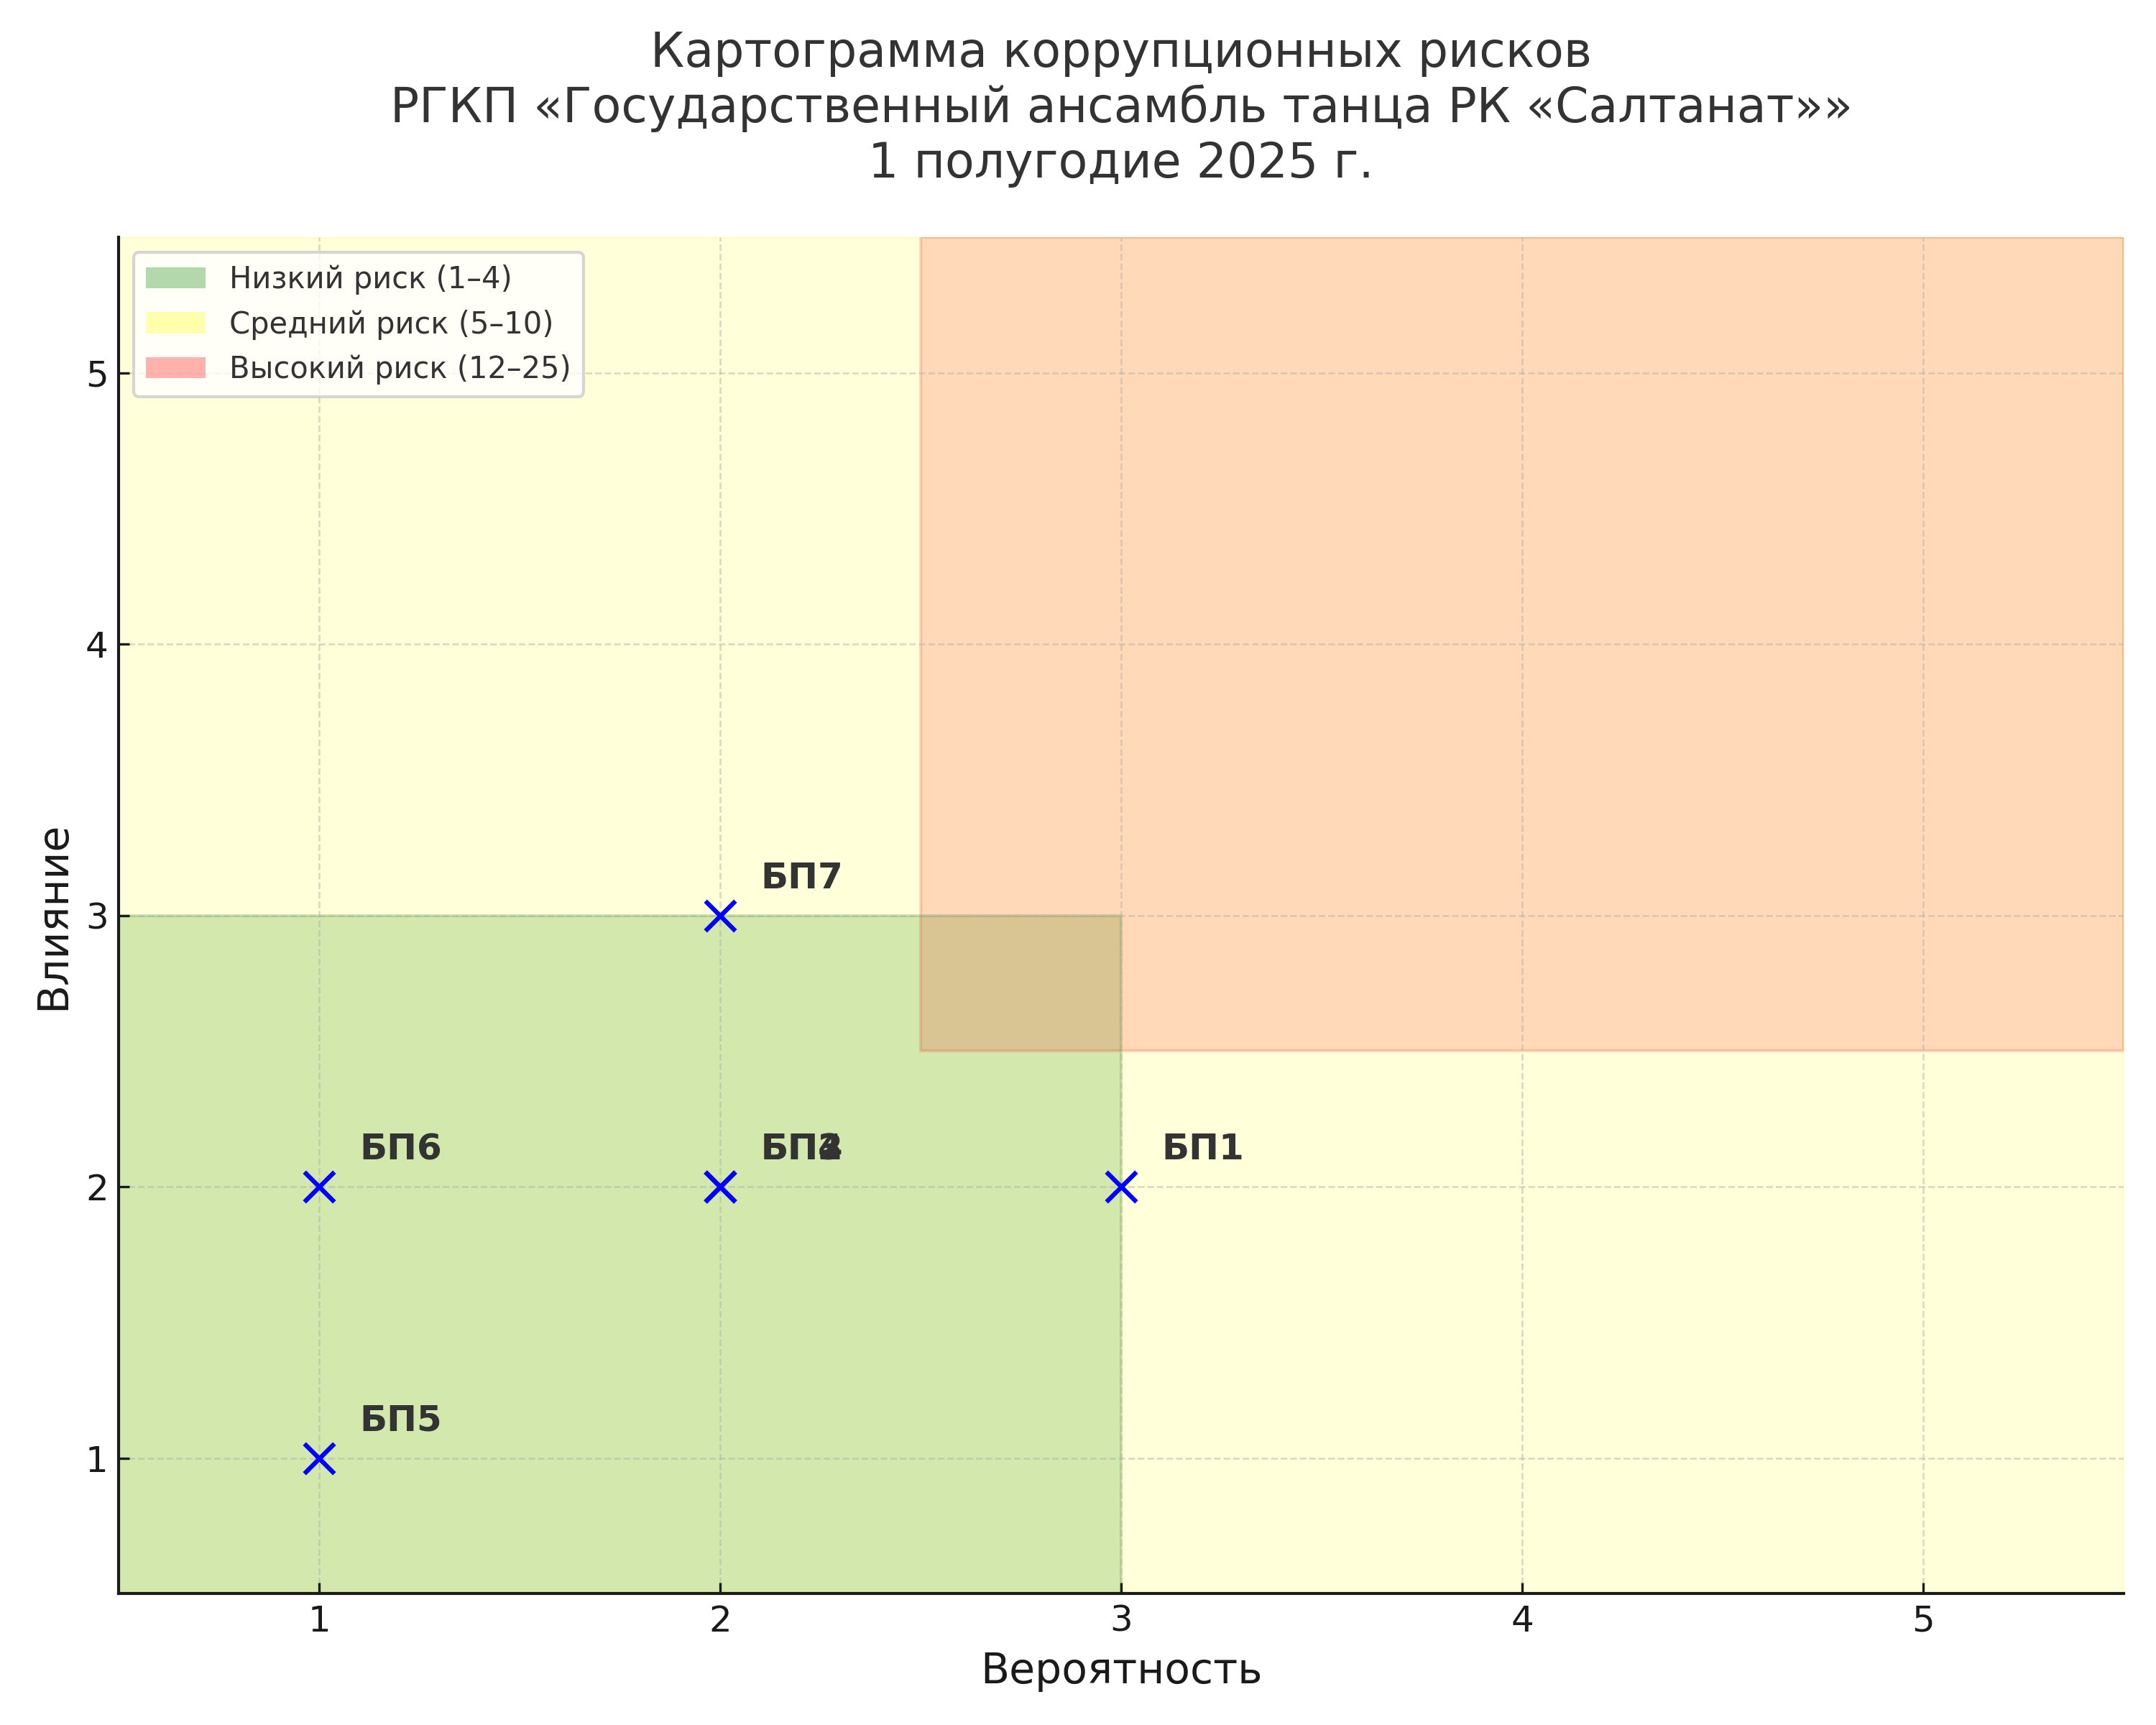 Картограмма коррупционных рисков
РГКП «Государственный ансамбль танца РК «Салтанат»»
1 полугодие 2025 г.
Низкий риск (1–4)
Средний риск (5–10)
Высокий риск (12–25)
5
4
3
2
1
Влияние
БП7
БП6
БП1
БП5
1
2
3
4
5
Вероятность